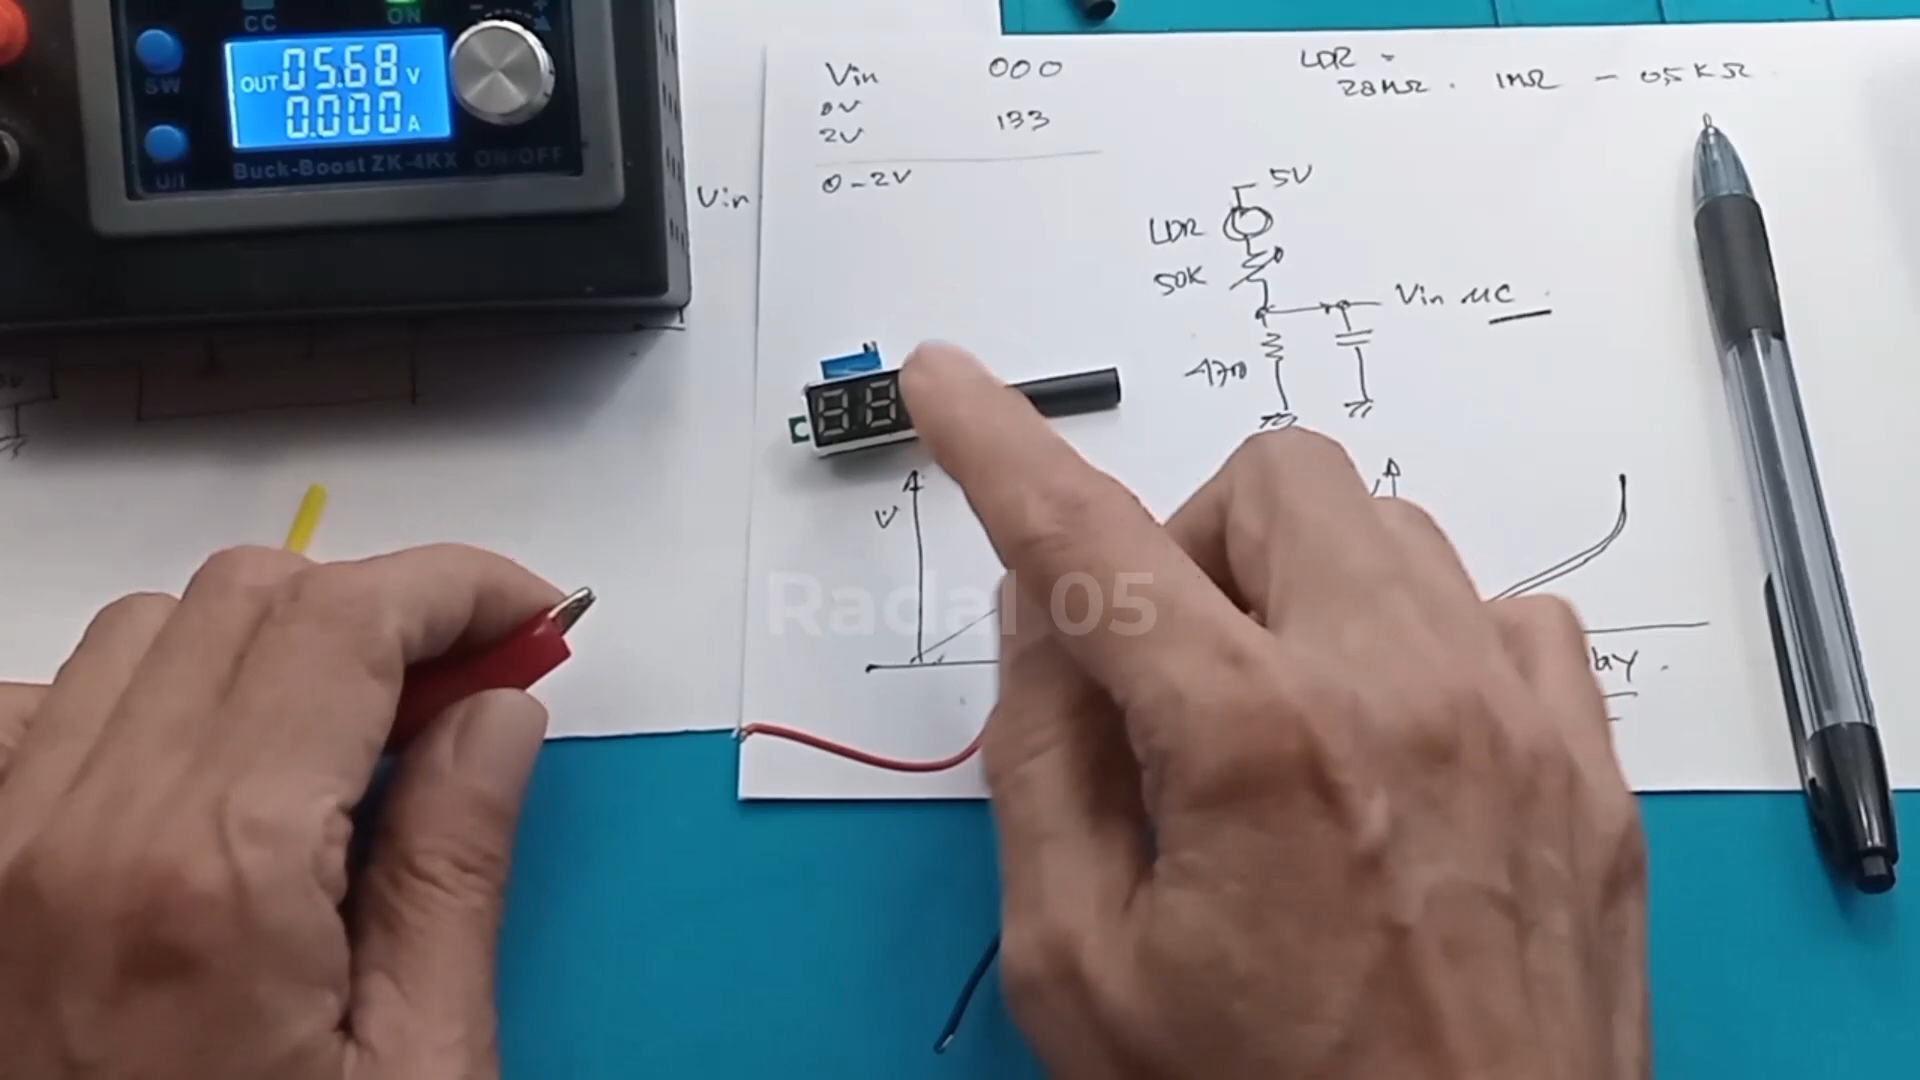 CC
ON
SW
OUT 05.68 V
0.000 A
U/I
Buck-Boost ZK-4KX ON/OFF
Vin
Vin 000
0V
2V 133
0-2V
LDR =
28MΩ . 1MΩ - 0,5KΩ
5V
LDR
50K
Vin MC
470
V
Radal 05